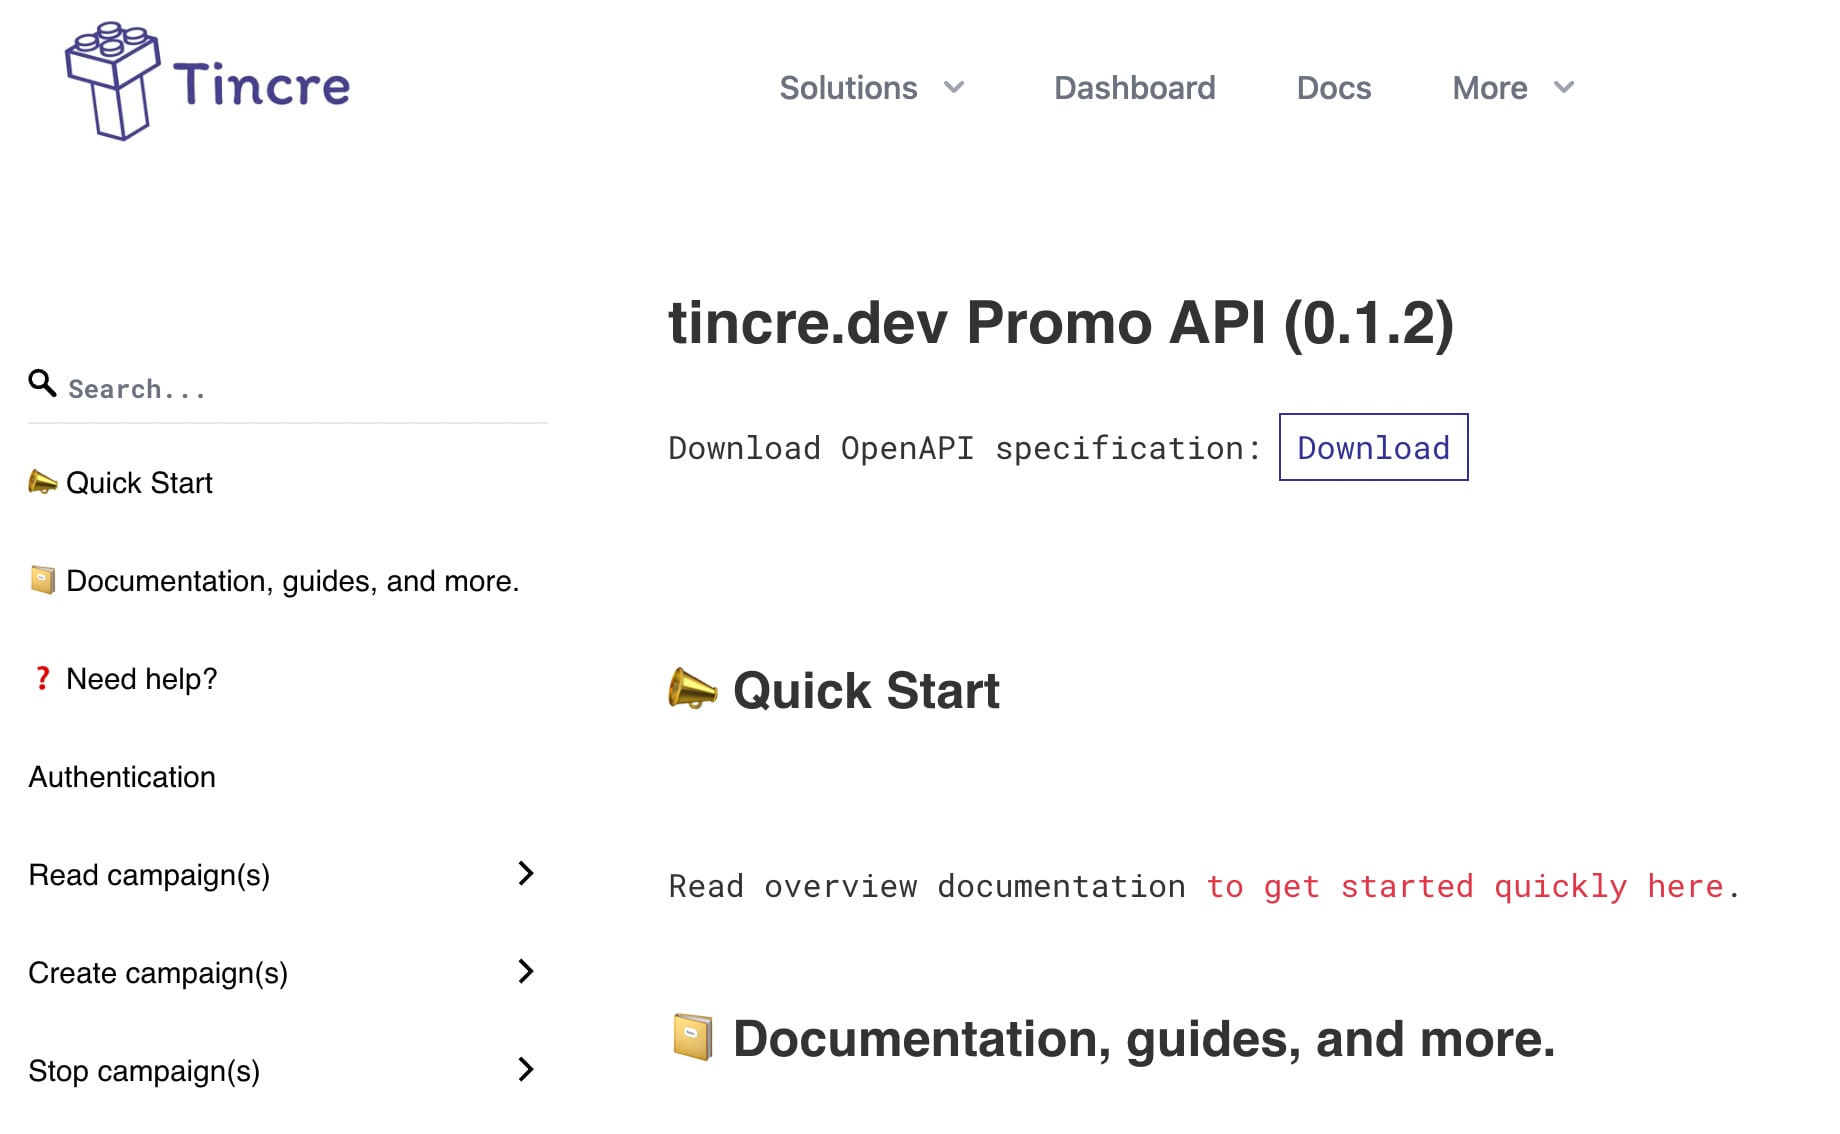 Tincre
Solutions Dashboard Docs More
Search...
Quick Start
Documentation, guides, and more.
❓ Need help?
Authentication
Read campaign(s)
Create campaign(s)
Stop campaign(s)
tincre.dev Promo API (0.1.2)
Download OpenAPI specification: Download
Quick Start
Read overview documentation to get started quickly here.
Documentation, guides, and more.